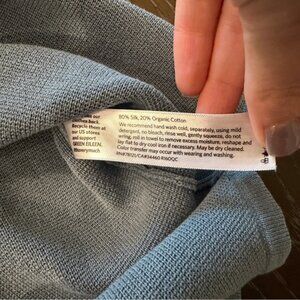 our
back.
Recycle them at
our US stores
and support
GREEN EILEEN.
80% Silk, 20% Organic Cotton
We recommend hand wash cold, separately, using mild
detergent, no bleach, rinse well, gently squeeze, do not
wring; roll in towel to remove excess moisture, reshape and
lay flat to dry cool iron if necessary. May be dry cleaned.
Color transfer may occur with wearing and washing.